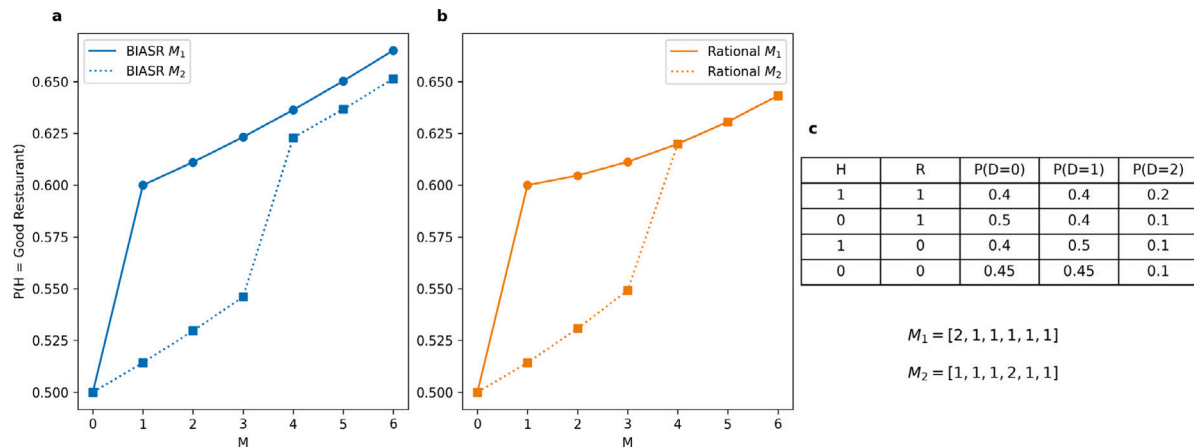 a
BIASR M₁
BIASR M₂
0.650
0.625
0.600
0.575
0.550
0.525
0.500
P(H = Good Restaurant)
0 1 2 3 4 5 6
M
b
Rational M₁
Rational M₂
0.650
0.625
0.600
0.575
0.550
0.525
0.500
0 1 2 3 4 5 6
M
c
H R P(D=0) P(D=1) P(D=2)
1 1 0.4 0.4 0.2
0 1 0.5 0.4 0.1
1 0 0.4 0.5 0.1
0 0 0.45 0.45 0.1
M₁ = [2, 1, 1, 1, 1, 1]
M₂ = [1, 1, 1, 2, 1, 1]